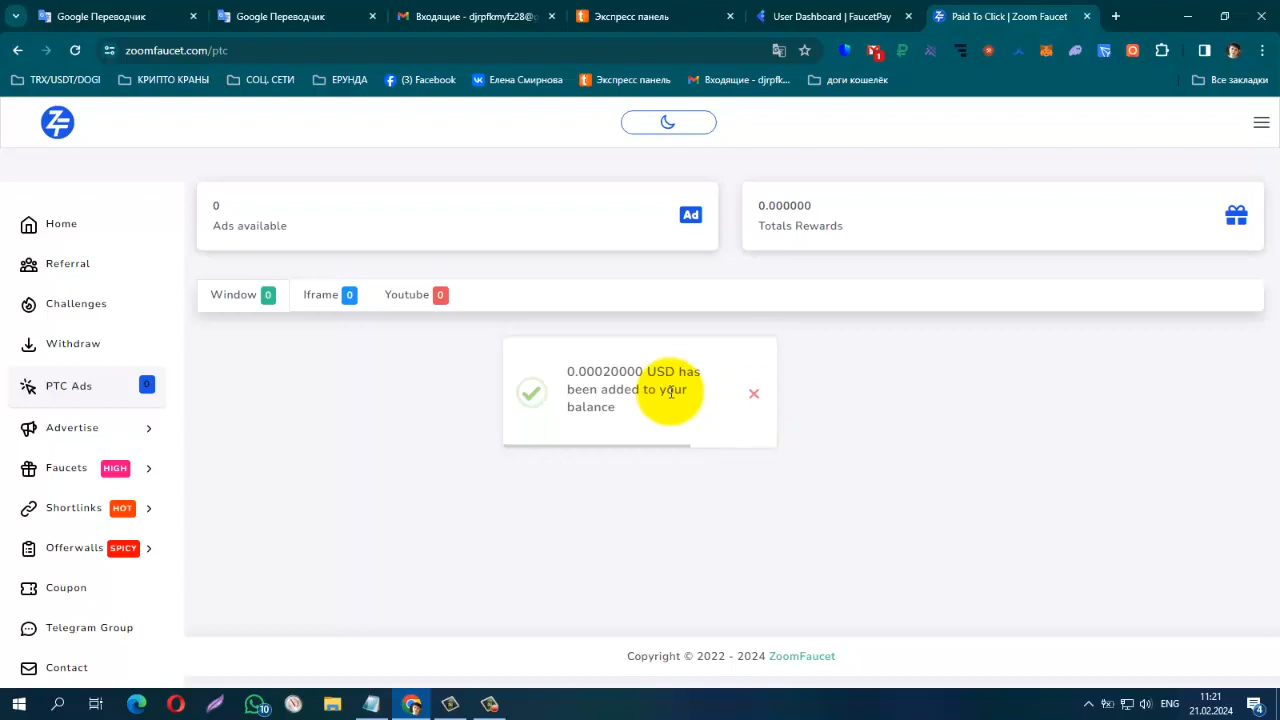 Google Переводчик
Google Переводчик
Входящие - djrpfkmyfz28@g
Экспресс панель
User Dashboard | FaucetPay
Paid To Click | Zoom Faucet
zoomfaucet.com/ptc
1
TRX/USDT/DOGI
КРИПТО КРАНЫ
СОЦ. СЕТИ
ЕРУНДА
(3) Facebook
Елена Смирнова
Экспресс панель
Входящие - djrpfk...
доги кошелёк
Все закладки
0
Ads available
Ad
0.000000
Totals Rewards
Home
Referral
Challenges
Withdraw
PTC Ads 0
Advertise
Faucets HIGH
Shortlinks HOT
Offerwalls SPICY
Coupon
Telegram Group
Contact
Window 0
Iframe 0
Youtube 0
0.00020000 USD has
been added to your
balance
Copyright © 2022 - 2024 ZoomFaucet
10
ENG
11:21
21.02.2024
4